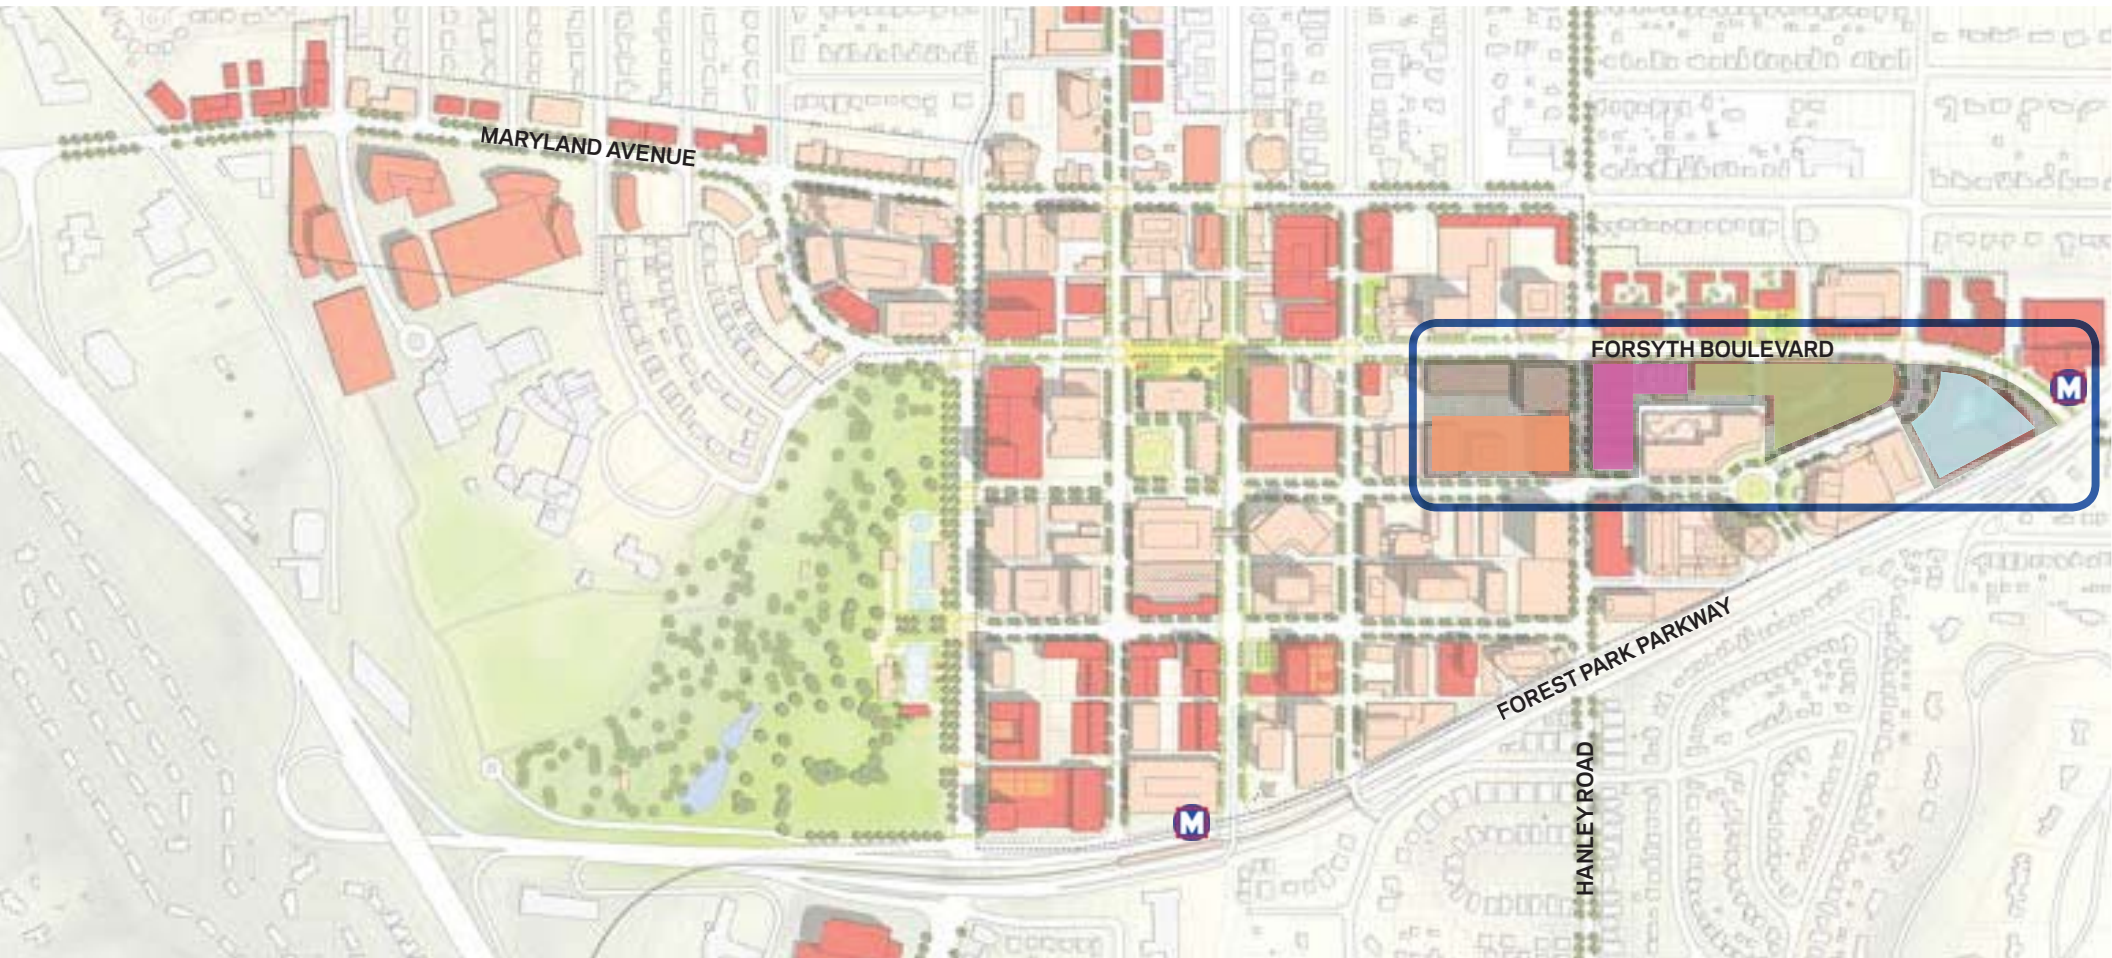 MARYLAND AVENUE
FORSYTH BOULEVARD
M
FOREST PARK PARKWAY
HANLEY ROAD
M